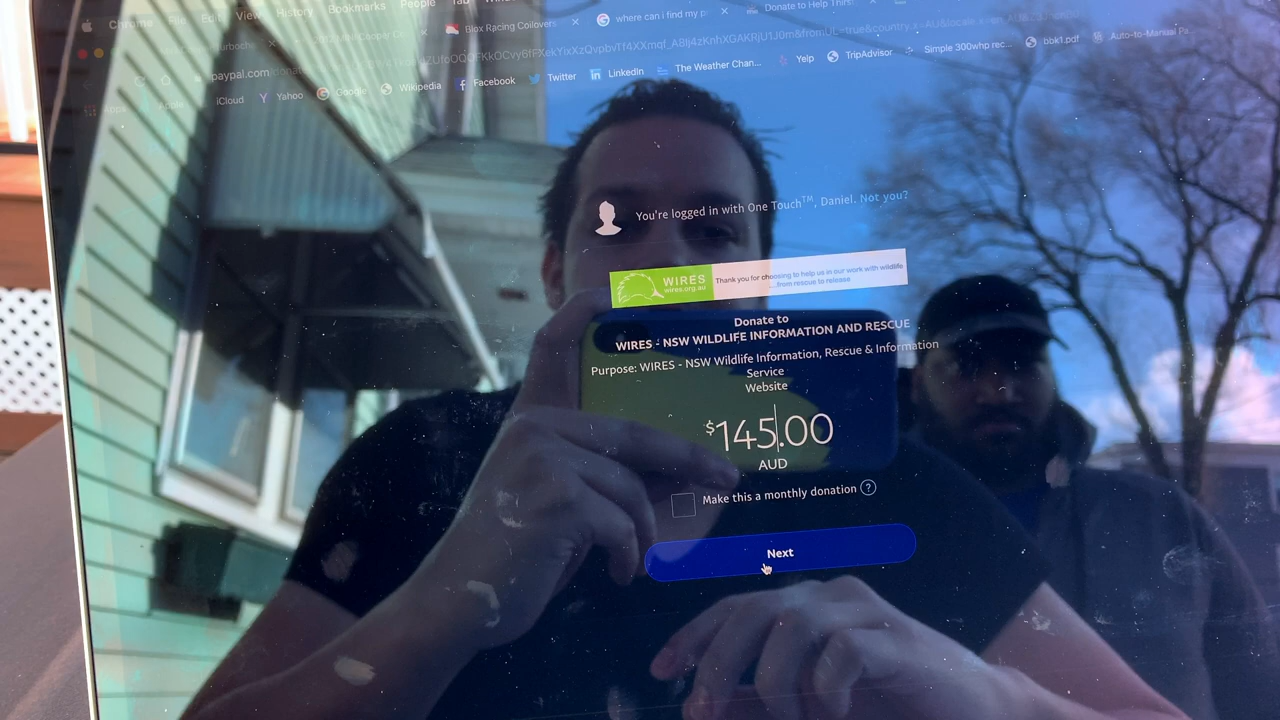 Chrome File Edit View History Bookmarks People Tab
Blox Racing Coilovers
where can i find my p
Donate to Help Thirs
paypal.com
Simple 300whp rec...
bbk1.pdf
Auto-to-Manual Pa...
Apps Apple iCloud Yahoo Google Wikipedia Facebook Twitter LinkedIn The Weather Chan... Yelp TripAdvisor
You're logged in with One Touch™, Daniel. Not you?
WIRES
wires.org.au
Thank you for choosing to help us in our work with wildlife
...from rescue to release
Donate to
WIRES - NSW WILDLIFE INFORMATION AND RESCUE
Purpose: WIRES - NSW Wildlife Information, Rescue & Information
Service
Website
$145.00
AUD
Make this a monthly donation ?
Next